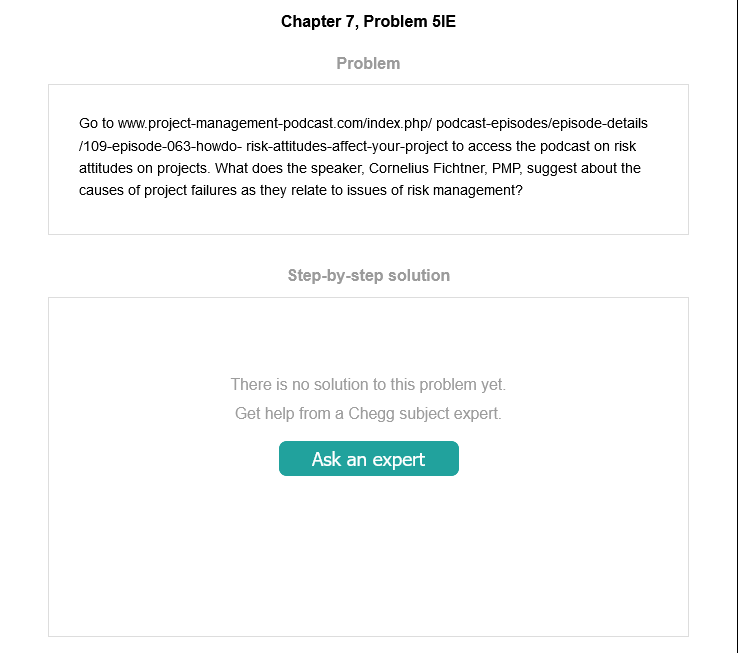 Chapter 7, Problem 5IE
Problem
Go to www.project-management-podcast.com/index.php/ podcast-episodes/episode-details
/109-episode-063-howdo- risk-attitudes-affect-your-project to access the podcast on risk
attitudes on projects. What does the speaker, Cornelius Fichtner, PMP, suggest about the
causes of project failures as they relate to issues of risk management?
Step-by-step solution
There is no solution to this problem yet.
Get help from a Chegg subject expert.
Ask an expert